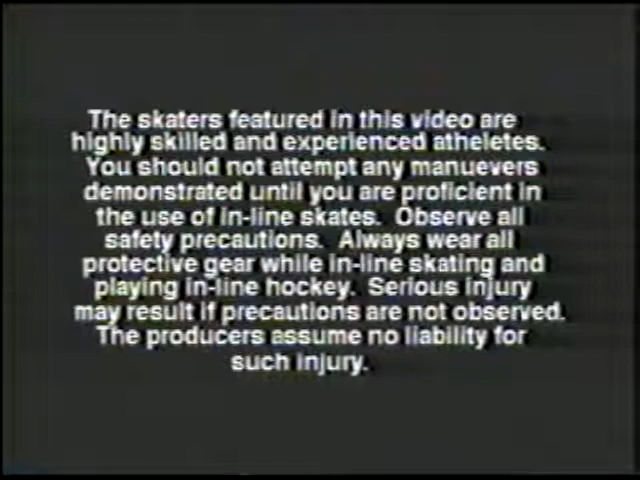 The skaters featured in this video are
highly skilled and experienced atheletes.
You should not attempt any manuevers
demonstrated until you are proficient in
the use of in-line skates. Observe all
safety precautions. Always wear all
protective gear while in-line skating and
playing in-line hockey. Serious injury
may result if precautions are not observed.
The producers assume no liability for
such injury.